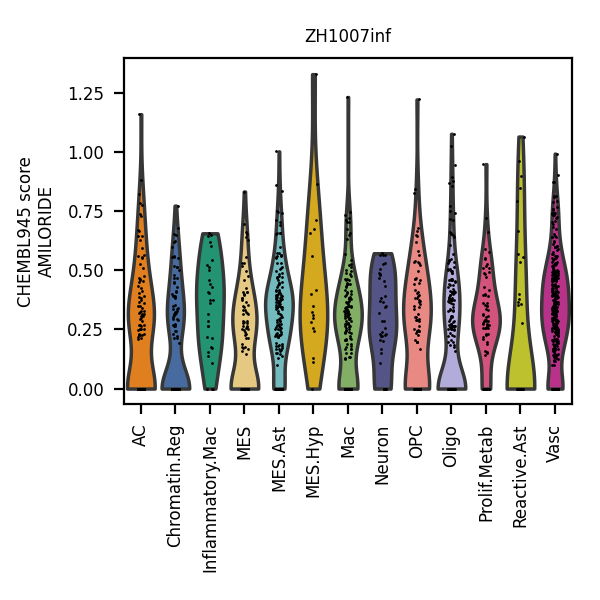 ZH1007inf
CHEMBL945 score
AMILORIDE
1.25
1.00
0.75
0.50
0.25
0.00
AC
Chromatin.Reg
Inflammatory.Mac
MES
MES.Ast
MES.Hyp
Mac
Neuron
OPC
Oligo
Prolif.Metab
Reactive.Ast
Vasc